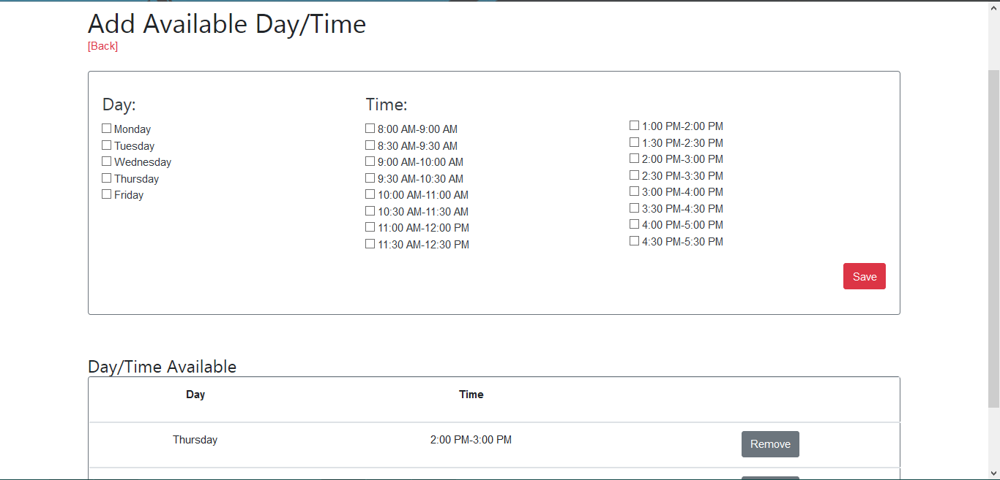 Add Available Day/Time
[Back]
Day:
Monday
Tuesday
Wednesday
Thursday
Friday
Time:
8:00 AM-9:00 AM
8:30 AM-9:30 AM
9:00 AM-10:00 AM
9:30 AM-10:30 AM
10:00 AM-11:00 AM
10:30 AM-11:30 AM
11:00 AM-12:00 PM
11:30 AM-12:30 PM
1:00 PM-2:00 PM
1:30 PM-2:30 PM
2:00 PM-3:00 PM
2:30 PM-3:30 PM
3:00 PM-4:00 PM
3:30 PM-4:30 PM
4:00 PM-5:00 PM
4:30 PM-5:30 PM
Save
Day/Time Available
Day Time
Thursday 2:00 PM-3:00 PM Remove